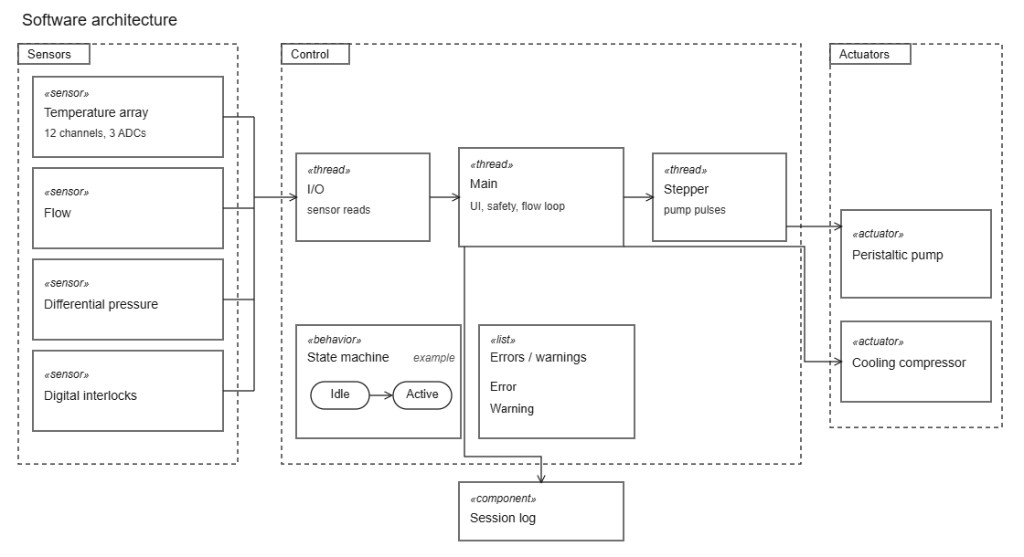 Software architecture
Sensors
«sensor»
Temperature array
12 channels, 3 ADCs
«sensor»
Flow
«sensor»
Differential pressure
«sensor»
Digital interlocks
Control
«thread»
I/O
sensor reads
«thread»
Main
UI, safety, flow loop
«thread»
Stepper
pump pulses
«behavior»
State machine example
Idle
Active
«list»
Errors / warnings
Error
Warning
Actuators
«actuator»
Peristaltic pump
«actuator»
Cooling compressor
«component»
Session log